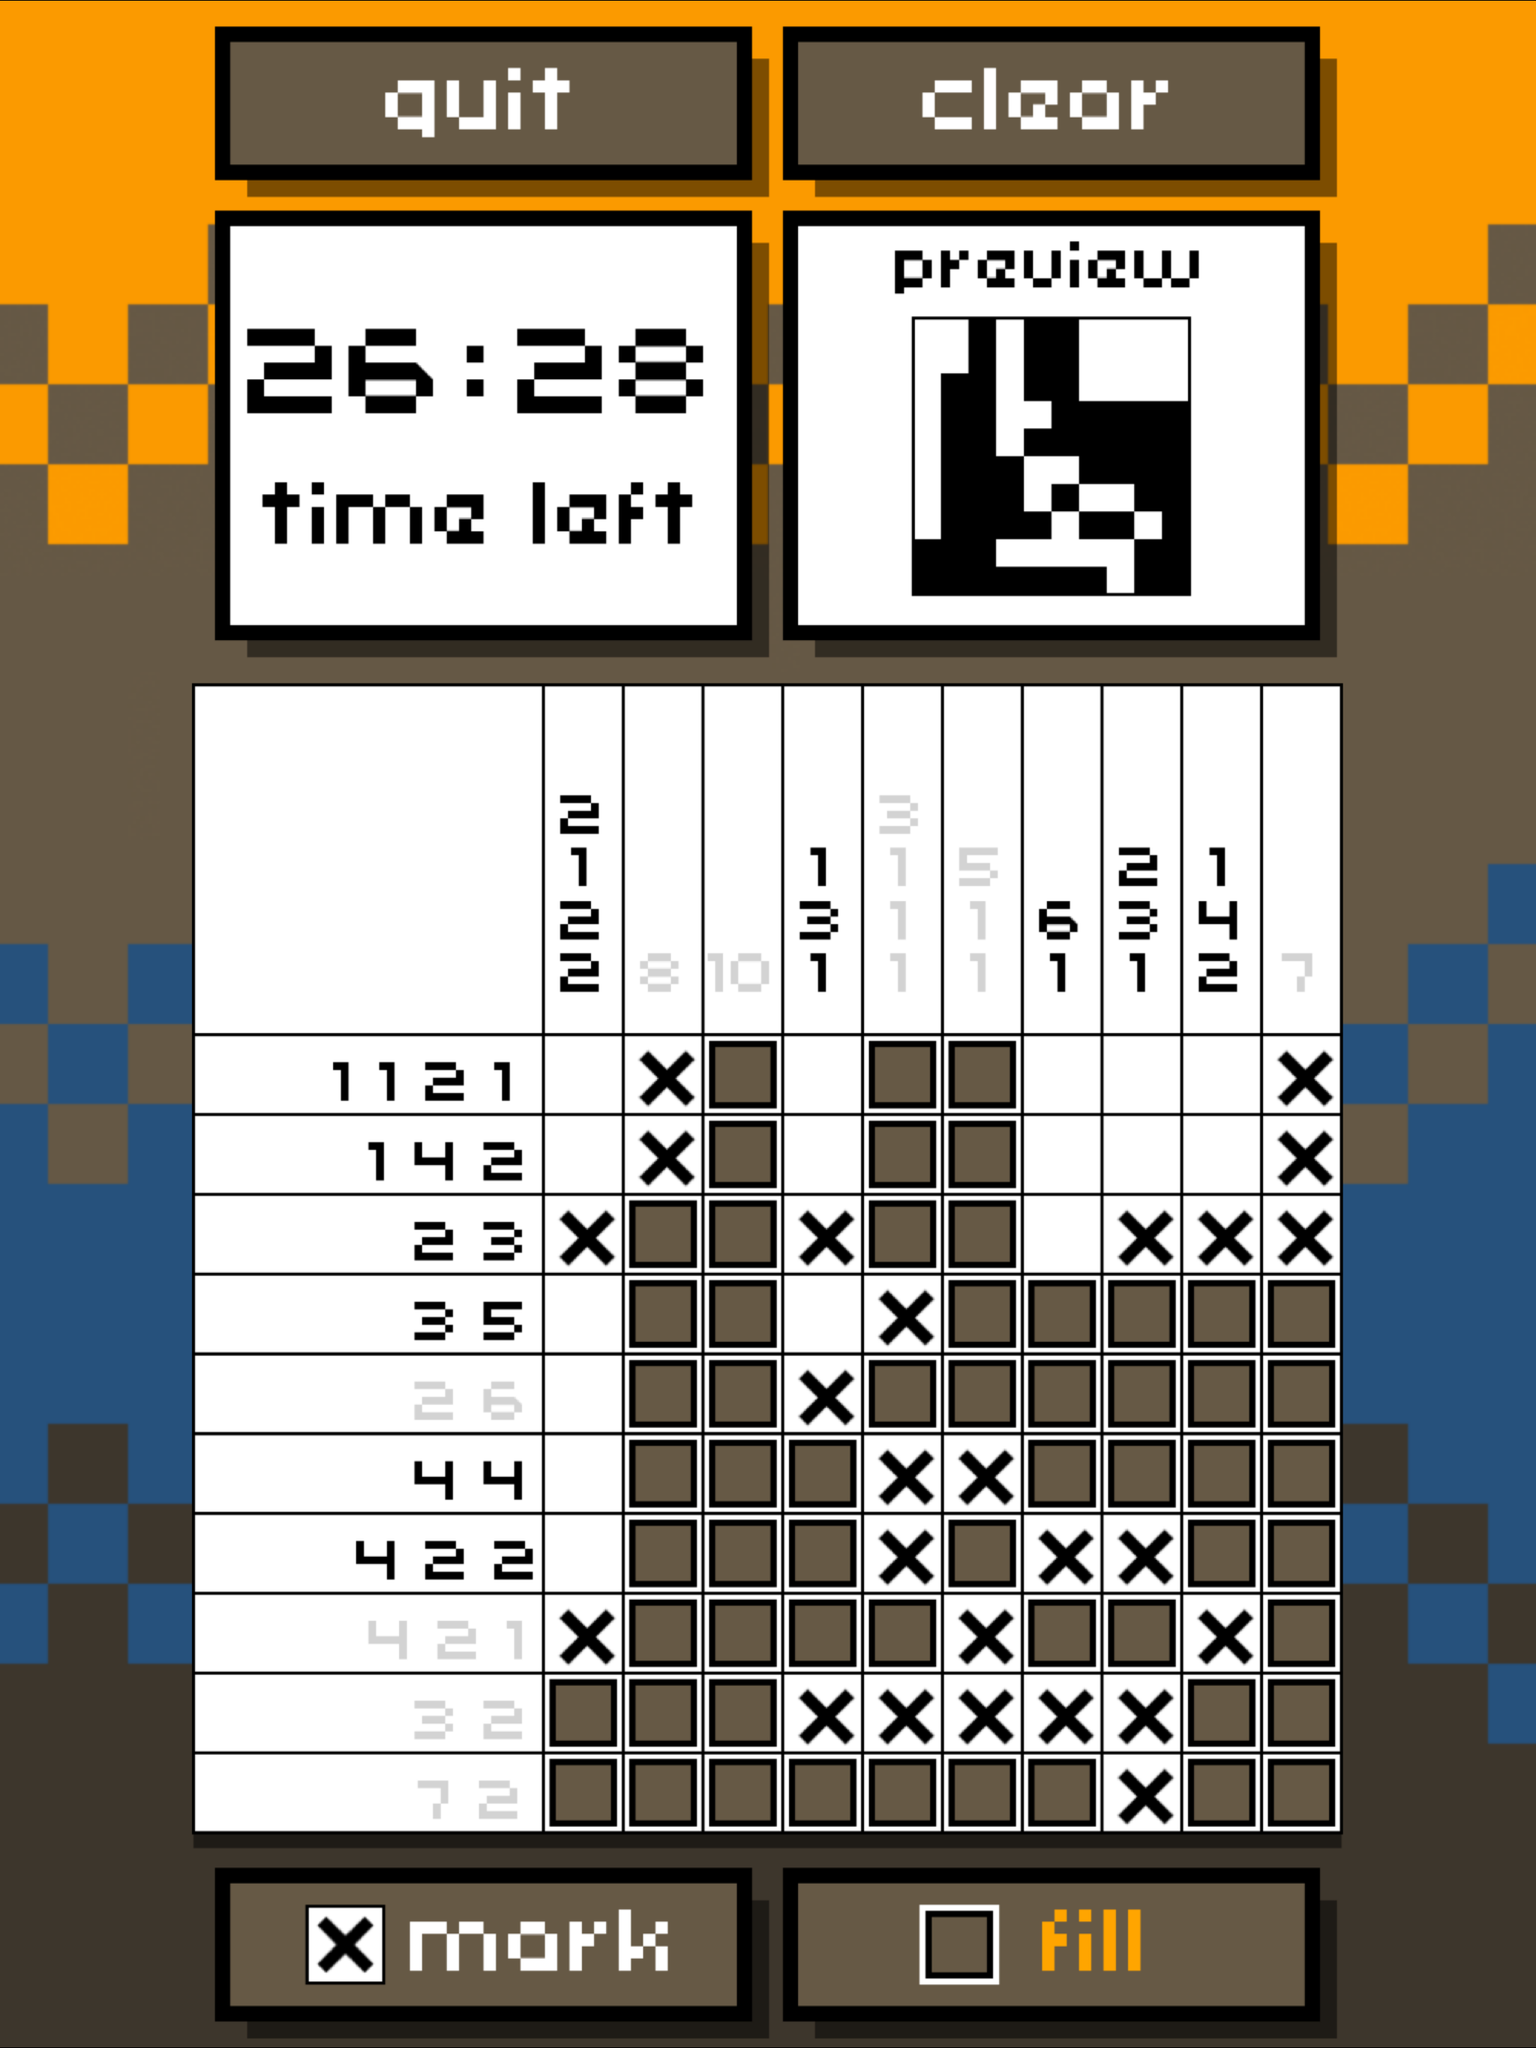 quit
clear
26:28
time left
preview
2 3
1 1 3 1 5 2 1
2 3 1 1 6 3 4
2 8 10 1 1 1 1 1 2 7
1 1 2 1
1 4 2
2 3
3 5
2 6
4 4
4 2 2
4 2 1
3 2
7 2
mark
fill